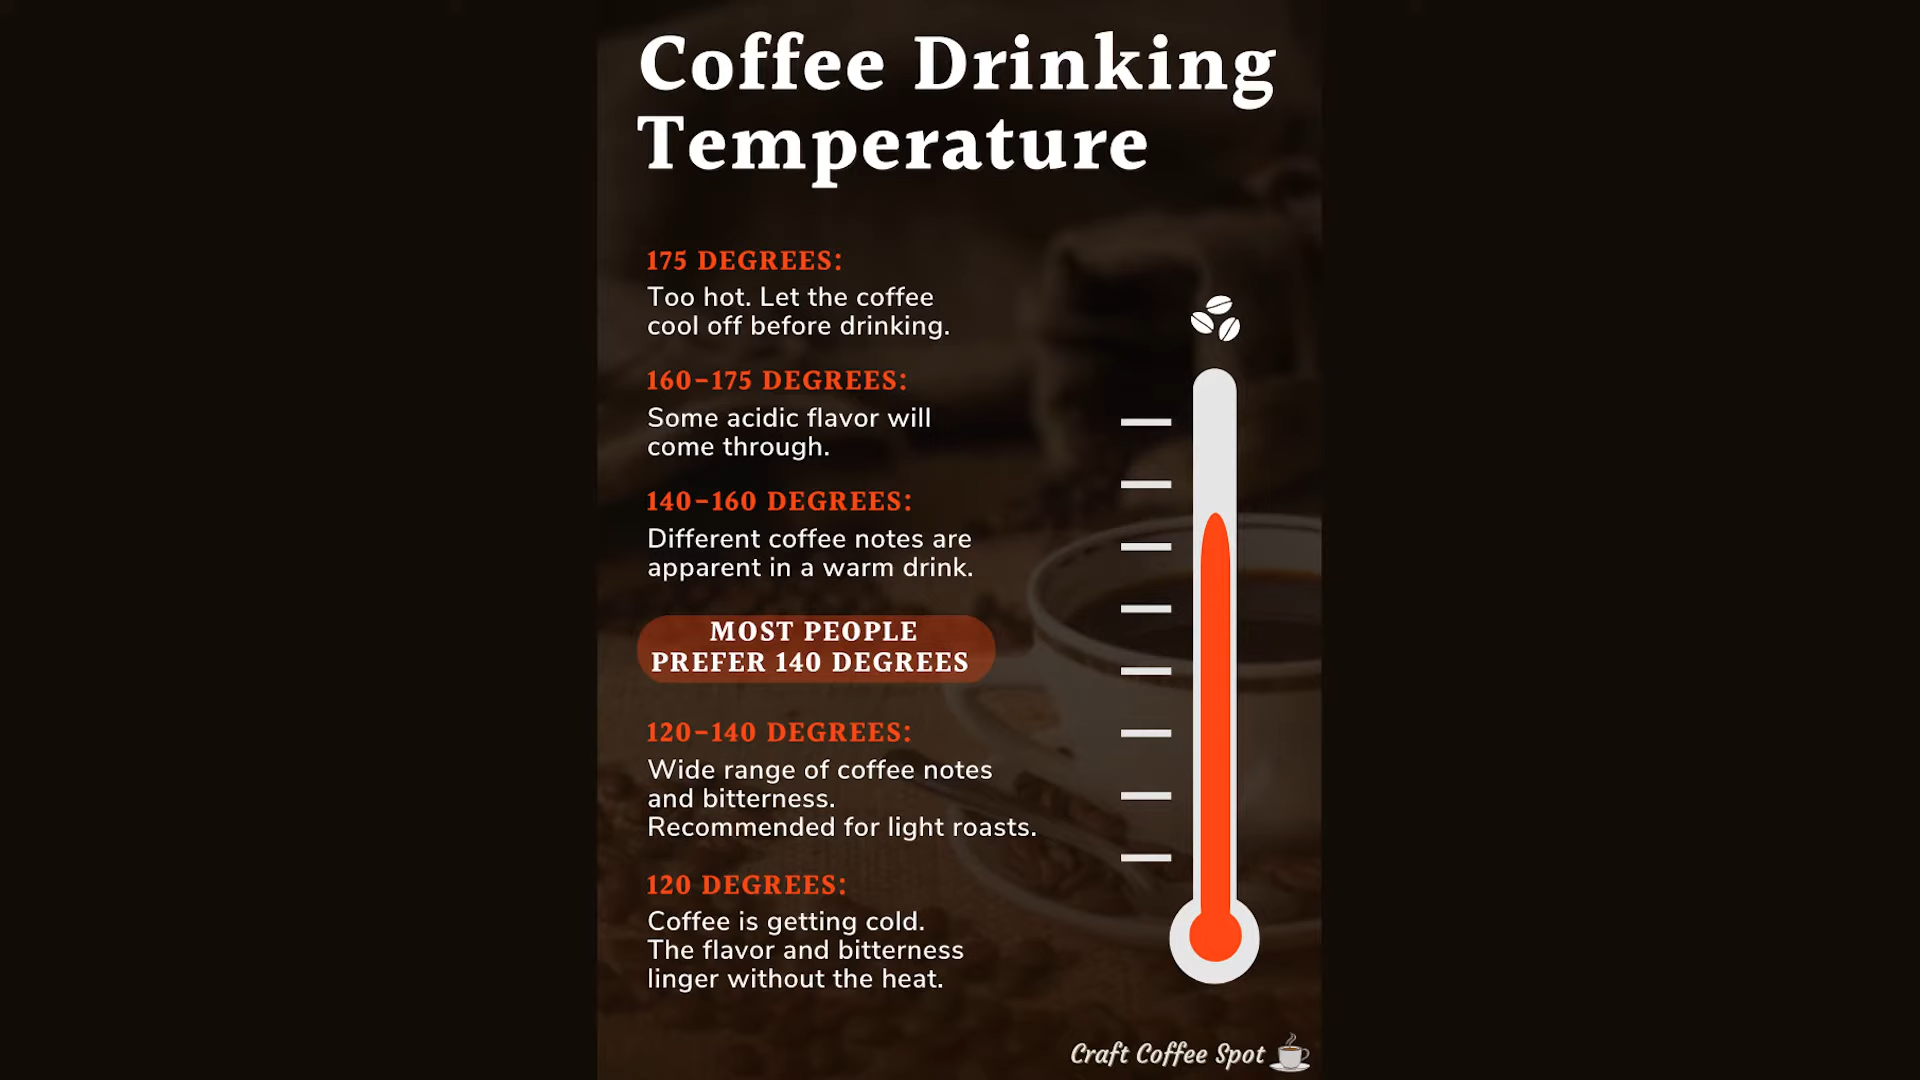 Coffee Drinking
Temperature
175 DEGREES:
Too hot. Let the coffee
cool off before drinking.
160-175 DEGREES:
Some acidic flavor will
come through.
140-160 DEGREES:
Different coffee notes are
apparent in a warm drink.
MOST PEOPLE
PREFER 140 DEGREES
120-140 DEGREES:
Wide range of coffee notes
and bitterness.
Recommended for light roasts.
120 DEGREES:
Coffee is getting cold.
The flavor and bitterness
linger without the heat.
Craft Coffee Spot